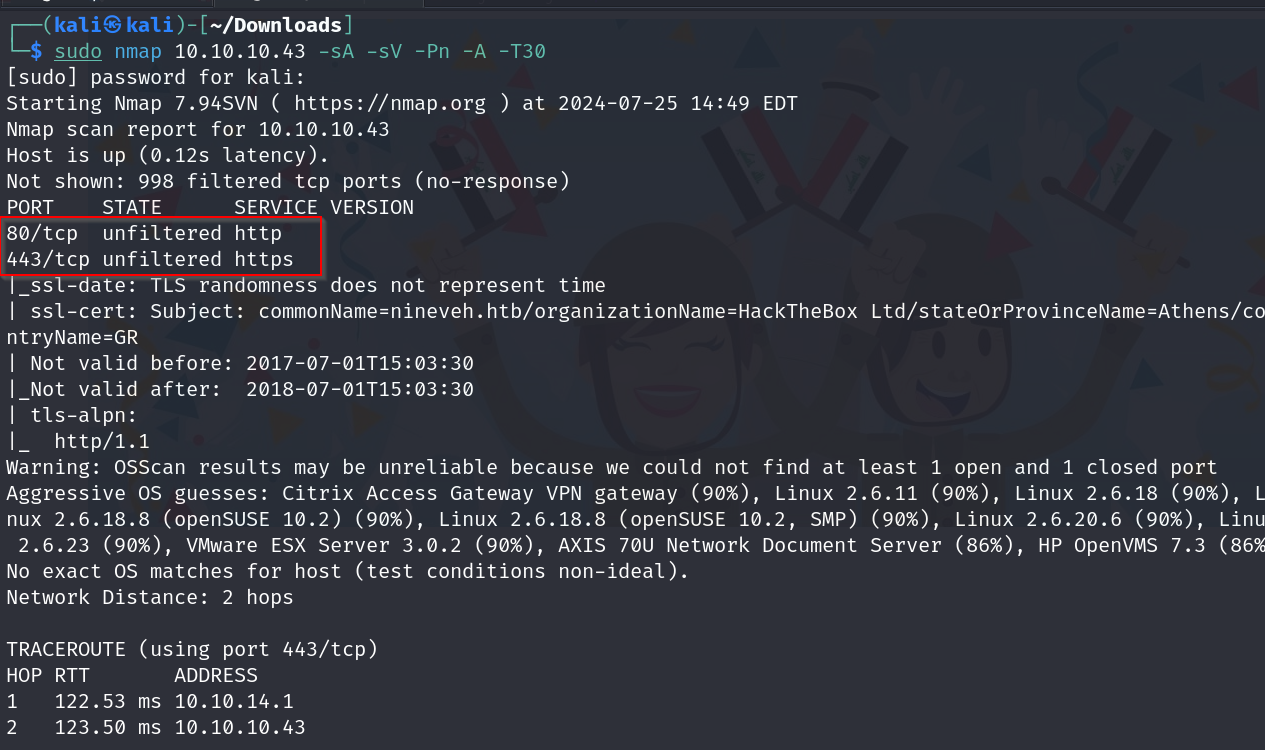 ┌──(kali㉿kali)-[~/Downloads]
└─$ sudo nmap 10.10.10.43 -sA -sV -Pn -A -T30
[sudo] password for kali:
Starting Nmap 7.94SVN ( https://nmap.org ) at 2024-07-25 14:49 EDT
Nmap scan report for 10.10.10.43
Host is up (0.12s latency).
Not shown: 998 filtered tcp ports (no-response)
PORT    STATE      SERVICE VERSION
80/tcp  unfiltered http
443/tcp unfiltered https
|_ssl-date: TLS randomness does not represent time
| ssl-cert: Subject: commonName=nineveh.htb/organizationName=HackTheBox Ltd/stateOrProvinceName=Athens/co
ntryName=GR
| Not valid before: 2017-07-01T15:03:30
|_Not valid after:  2018-07-01T15:03:30
| tls-alpn:
|_  http/1.1
Warning: OSScan results may be unreliable because we could not find at least 1 open and 1 closed port
Aggressive OS guesses: Citrix Access Gateway VPN gateway (90%), Linux 2.6.11 (90%), Linux 2.6.18 (90%), L
nux 2.6.18.8 (openSUSE 10.2) (90%), Linux 2.6.18.8 (openSUSE 10.2, SMP) (90%), Linux 2.6.20.6 (90%), Linu
 2.6.23 (90%), VMware ESX Server 3.0.2 (90%), AXIS 70U Network Document Server (86%), HP OpenVMS 7.3 (86%
No exact OS matches for host (test conditions non-ideal).
Network Distance: 2 hops

TRACEROUTE (using port 443/tcp)
HOP RTT       ADDRESS
1   122.53 ms 10.10.14.1
2   123.50 ms 10.10.10.43